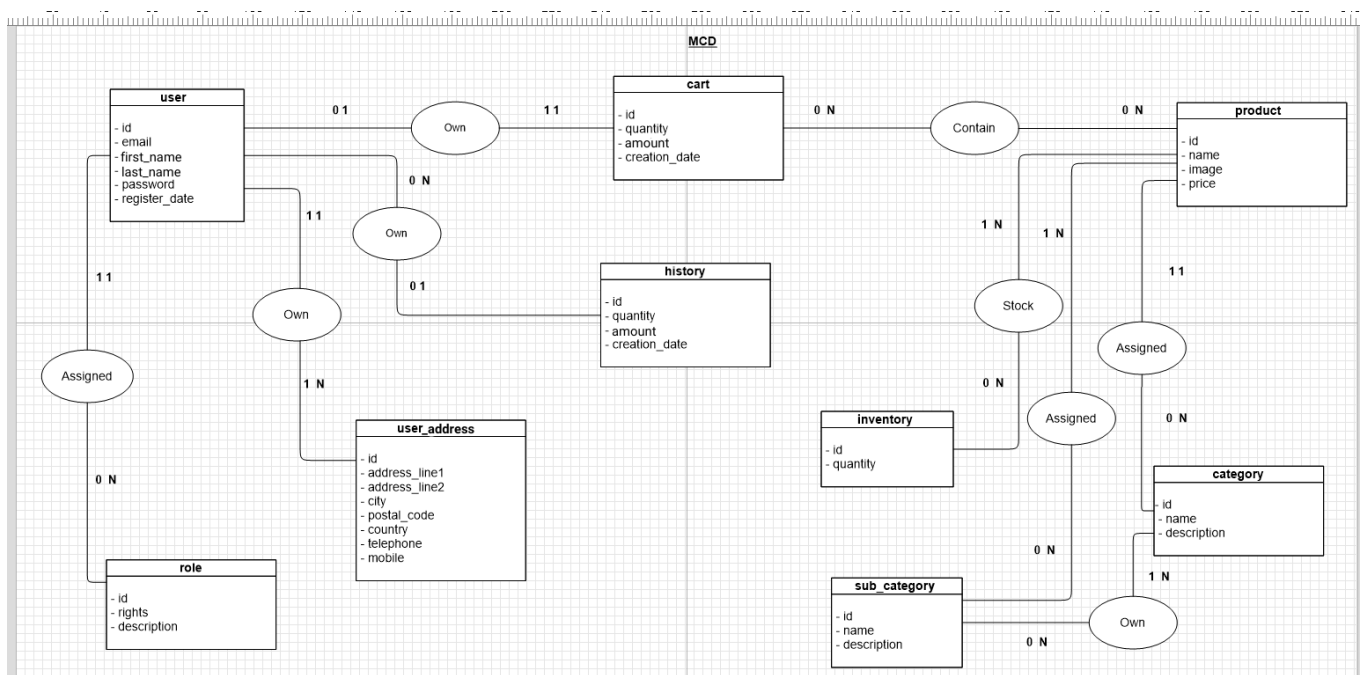 MCD
user
- id
- email
- first_name
- last_name
- password
- register_date
0 1
Own
1 1
cart
- id
- quantity
- amount
- creation_date
0 N
Contain
0 N
product
- id
- name
- image
- price
0 N
Own
0 1
history
- id
- quantity
- amount
- creation_date
1 1
Own
1 N
user_address
- id
- address_line1
- address_line2
- city
- postal_code
- country
- telephone
- mobile
1 1
Assigned
0 N
role
- id
- rights
- description
1 N
Stock
0 N
inventory
- id
- quantity
1 N
Assigned
0 N
sub_category
- id
- name
- description
1 1
Assigned
0 N
category
- id
- name
- description
1 N
Own
0 N